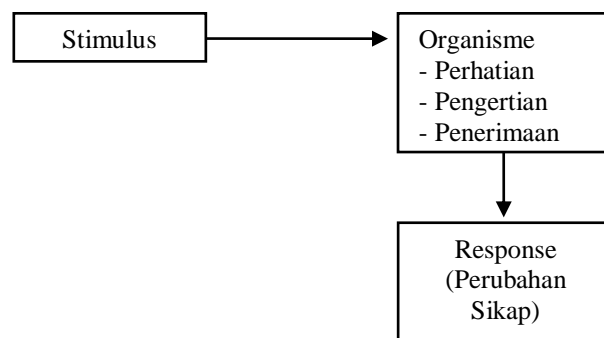 Stimulus
Organisme
- Perhatian
- Pengertian
- Penerimaan
Response
(Perubahan
Sikap)